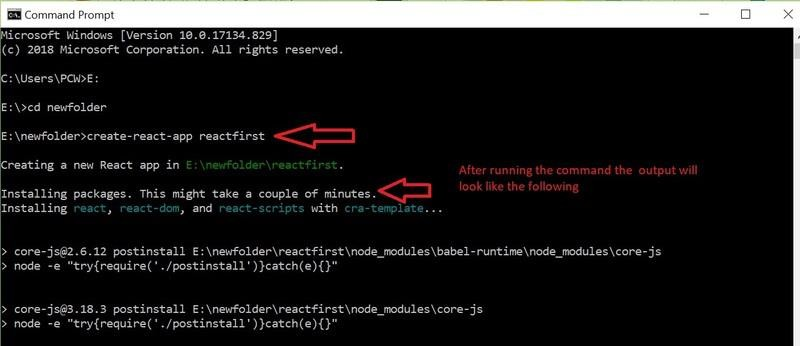 Command Prompt
Microsoft Windows [Version 10.0.17134.829]
(c) 2018 Microsoft Corporation. All rights reserved.
C:\Users\PCW>E:
E:\>cd newfolder
E:\newfolder>create-react-app reactfirst
Creating a new React app in E:\newfolder\reactfirst.
After running the command the output will
look like the following
Installing packages. This might take a couple of minutes.
Installing react, react-dom, and react-scripts with cra-template...
> core-js@2.6.12 postinstall E:\newfolder\reactfirst\node_modules\babel-runtime\node_modules\core-js
> node -e "try{require('./postinstall')}catch(e){}"
> core-js@3.18.3 postinstall E:\newfolder\reactfirst\node_modules\core-js
> node -e "try{require('./postinstall')}catch(e){}"